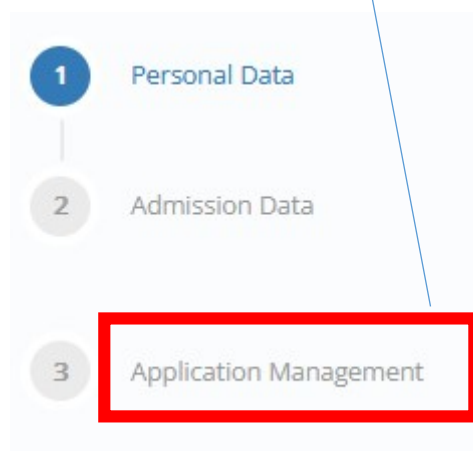 1 Personal Data
2 Admission Data
3 Application Management